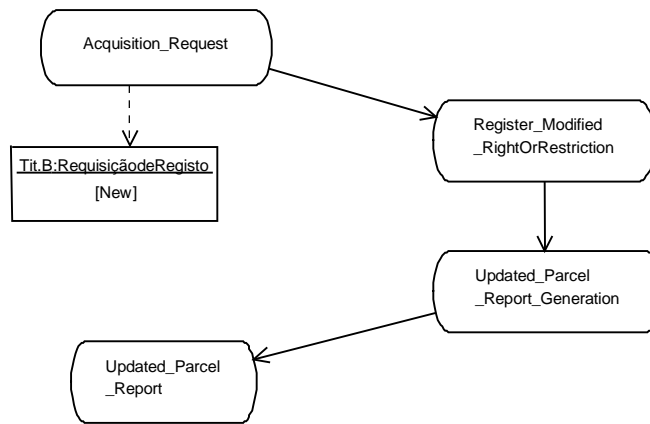 Acquisition_Request
Register_Modified
_RightOrRestriction
Tit.B:RequisiçãodeRegisto
[New]
Updated_Parcel
_Report_Generation
Updated_Parcel
_Report